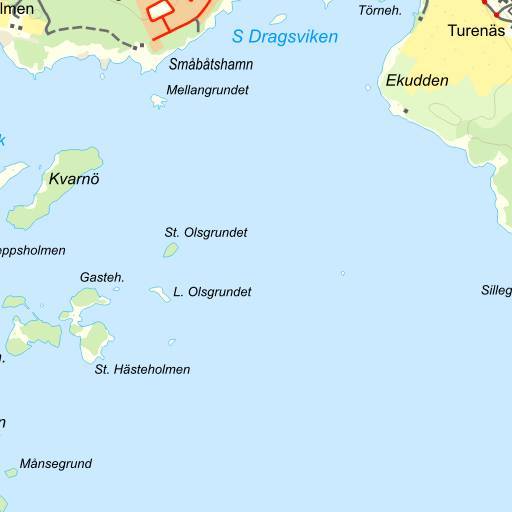 lmen
Törneh.
Turenäs
S Dragsviken
Småbåtshamn
Ekudden
Mellangrundet
k
Kvarnö
St. Olsgrundet
eppsholmen
Gasteh.
L. Olsgrundet
Silleg
St. Hästeholmen
n
Månsegrund